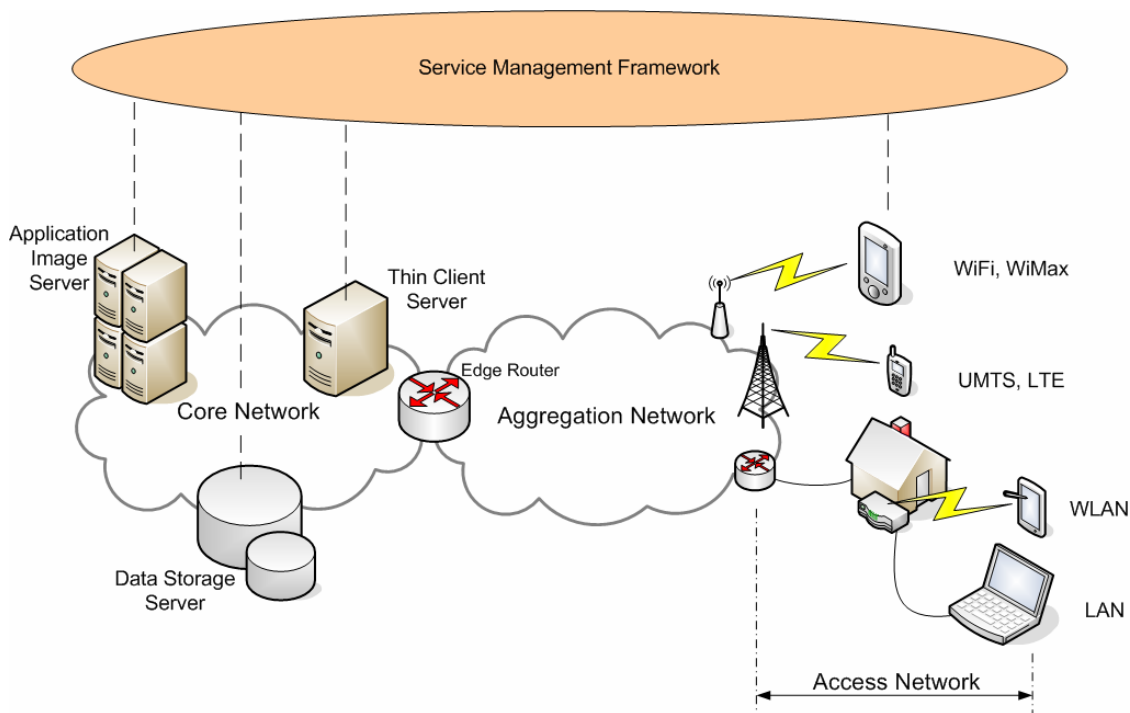 Service Management Framework
Application
Image
Server
Thin Client
Server
WiFi, WiMax
Edge Router
UMTS, LTE
Core Network
Aggregation Network
WLAN
Data Storage
Server
LAN
Access Network